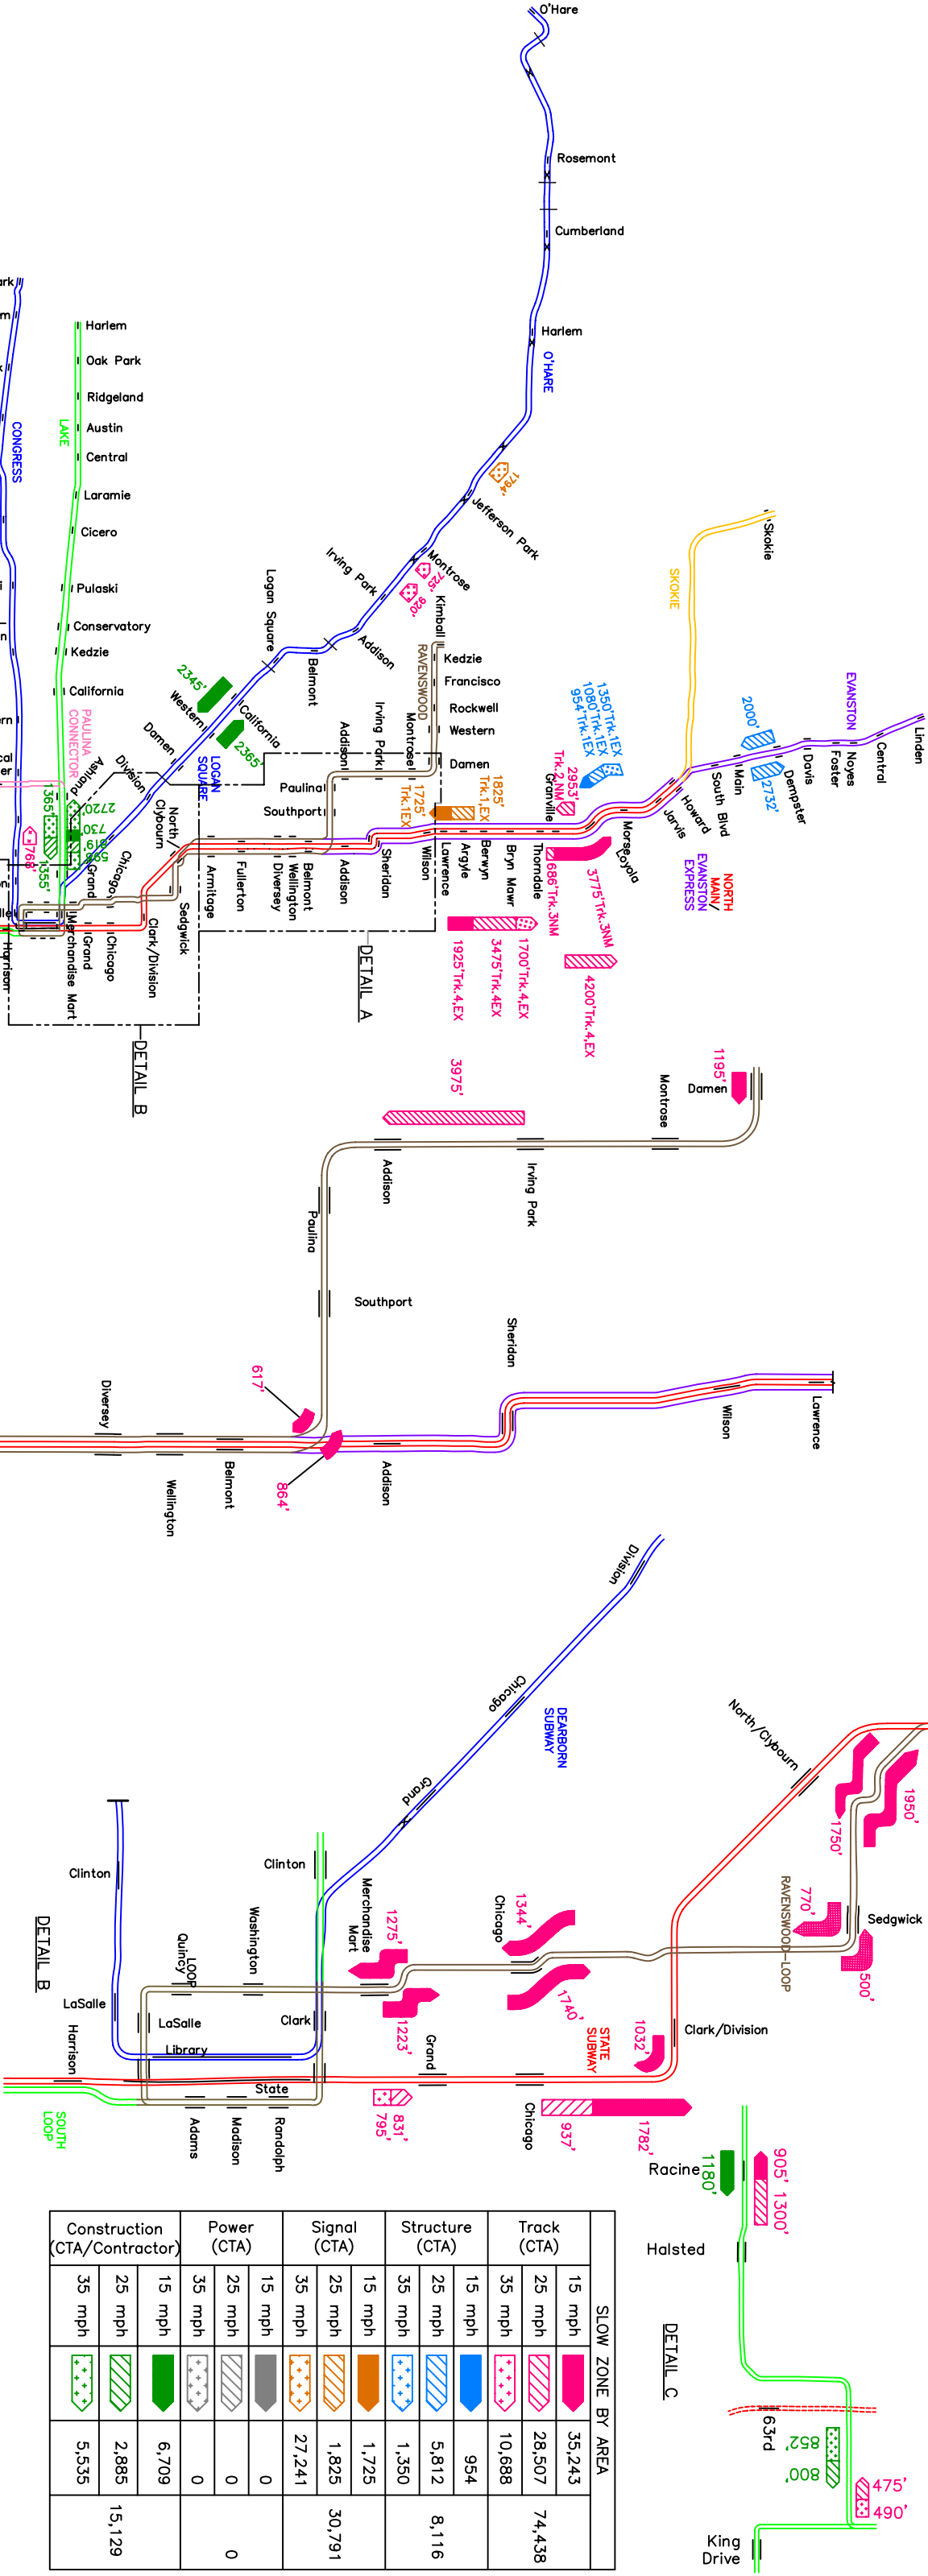 O'Hare
Rosemont
Cumberland
Harlem
O'HARE
1794'
Jefferson Park
Montrose
725'
920'
Irving Park
Addison
Belmont
Logan Square
2345'
Western
California
2365'
LOGAN
SQUARE
Damen
Division
Chicago
Grand
Harlem
Oak Park
Ridgeland
Austin
Central
Laramie
Cicero
Pulaski
Conservatory
Kedzie
California
LAKE
CONGRESS
PAULINA
CONNECTOR
Ashland
2720'
730'
1365'
1355'
768'
Kimball
Kedzie
Francisco
Rockwell
Western
Damen
RAVENSWOOD
Montrose
Irving Park
Addison
Paulina
Southport
Skokie
SKOKIE
Linden
Central
Noyes
Foster
Davis
Dempster
Main
South Blvd
Howard
Jarvis
EVANSTON
2000'
2732'
NORTH
MAIN/
EVANSTON
EXPRESS
1350'Trk.1EX
1080'Trk.1EX
954'Trk.1EX
2953'
Trk.2NM
Morse
Loyola
Granville
Thorndale
Bryn Mawr
Berwyn
Argyle
Lawrence
Wilson
Sheridan
Addison
Belmont
Wellington
Diversey
Fullerton
Armitage
North
Clybourn
Sedgwick
Clark/Division
Chicago
Grand
Merchandise Mart
Harrison
1825'
Trk.1,EX
1725'
Trk.1EX
686'Trk.3NM
3775'Trk.3NM
1700'Trk.4,EX
3475'Trk.4EX
1925'Trk.4,EX
4200'Trk.4,EX
DETAIL A
DETAIL B
1195'
Damen
Montrose
3975'
Irving Park
Addison
Paulina
Southport
617'
864'
Sheridan
Lawrence
Wilson
Addison
Belmont
Wellington
Diversey
Division
Chicago
DEARBORN
SUBWAY
Grand
Clinton
Clinton
North/Clybourn
1950'
1750'
Sedgwick
770'
500'
RAVENSWOOD-LOOP
Chicago
1344'
1740'
Merchandise
Mart
1275'
1223'
Washington
Quincy
LOOP
LaSalle
LaSalle
Library
Clark
State
Harrison
Randolph
Madison
Adams
SOUTH
LOOP
STATE
SUBWAY
Clark/Division
1032'
Grand
Chicago
831'
795'
937'
1782'
DETAIL B
Racine
905' 1300'
1180'
Halsted
63rd
852'
800'
475'
490'
King
Drive
DETAIL C
SLOW ZONE BY AREA
Track
(CTA)
15 mph 35,243
25 mph 28,507
35 mph 10,688
74,438
Structure
(CTA)
15 mph 954
25 mph 5,812
35 mph 1,350
8,116
Signal
(CTA)
15 mph 1,725
25 mph 1,825
35 mph 27,241
30,791
Power
(CTA)
15 mph 0
25 mph 0
35 mph 0
0
Construction
(CTA/Contractor)
15 mph 6,709
25 mph 2,885
35 mph 5,535
15,129